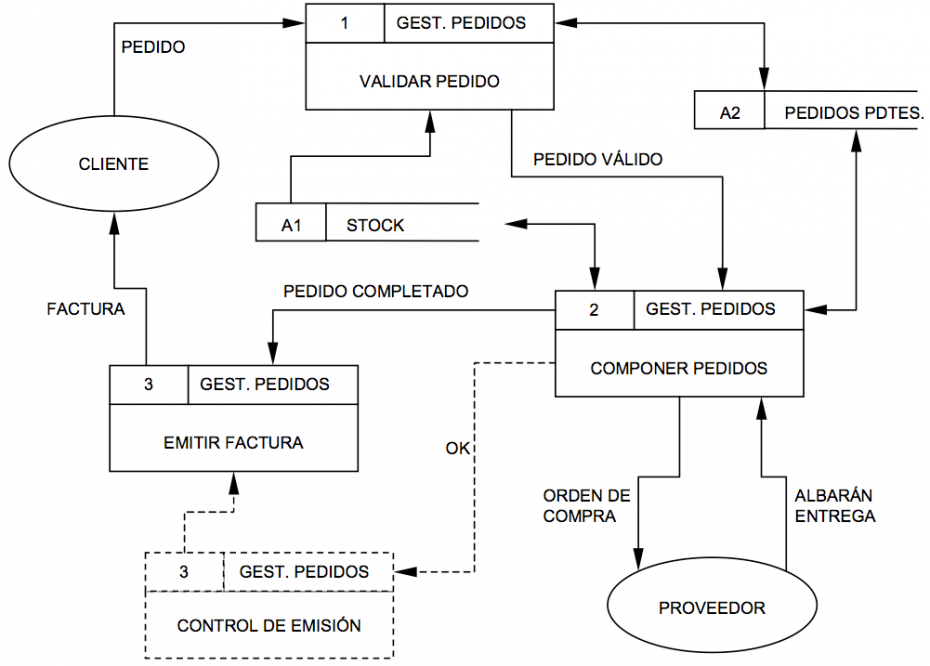 1 GEST. PEDIDOS
VALIDAR PEDIDO
PEDIDO
A2 PEDIDOS PDTES.
CLIENTE
PEDIDO VÁLIDO
A1 STOCK
PEDIDO COMPLETADO
FACTURA
2 GEST. PEDIDOS
COMPONER PEDIDOS
3 GEST. PEDIDOS
EMITIR FACTURA
OK
ORDEN DE
COMPRA
ALBARÁN
ENTREGA
3 GEST. PEDIDOS
CONTROL DE EMISIÓN
PROVEEDOR